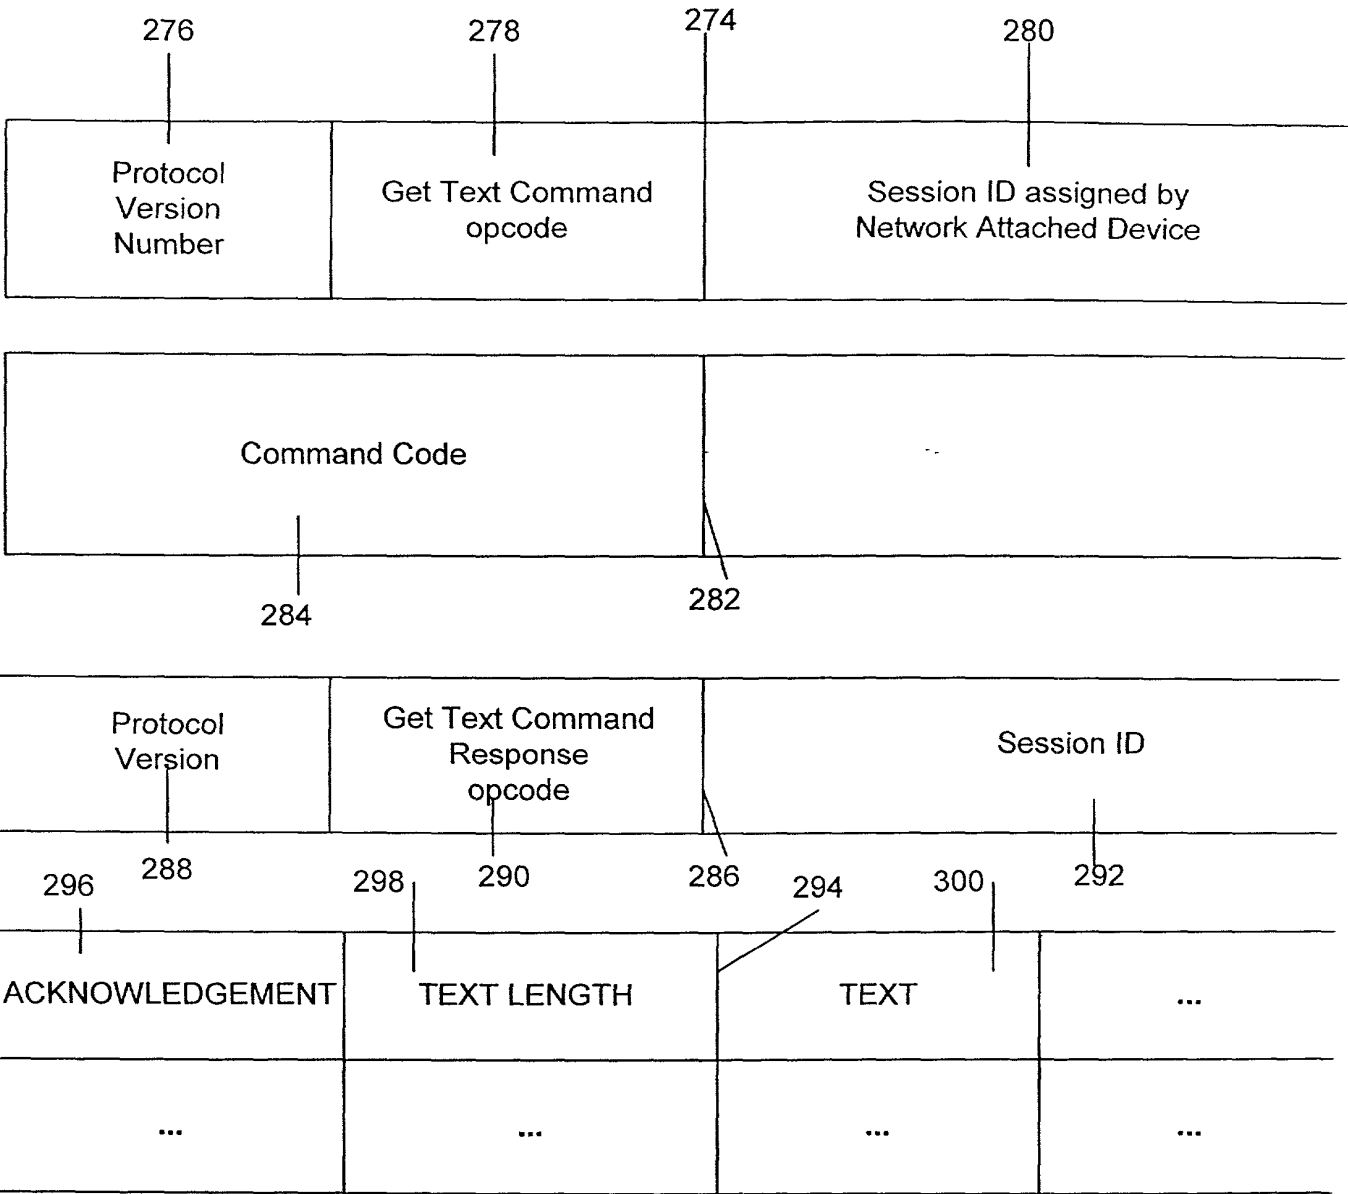 276
278
274
280
Protocol
Version
Number
Get Text Command
opcode
Session ID assigned by
Network Attached Device
Command Code
284
282
Protocol
Version
Get Text Command
Response
opcode
Session ID
288
290
286
292
296
298
294
300
ACKNOWLEDGEMENT
TEXT LENGTH
TEXT
...
...
...
...
...